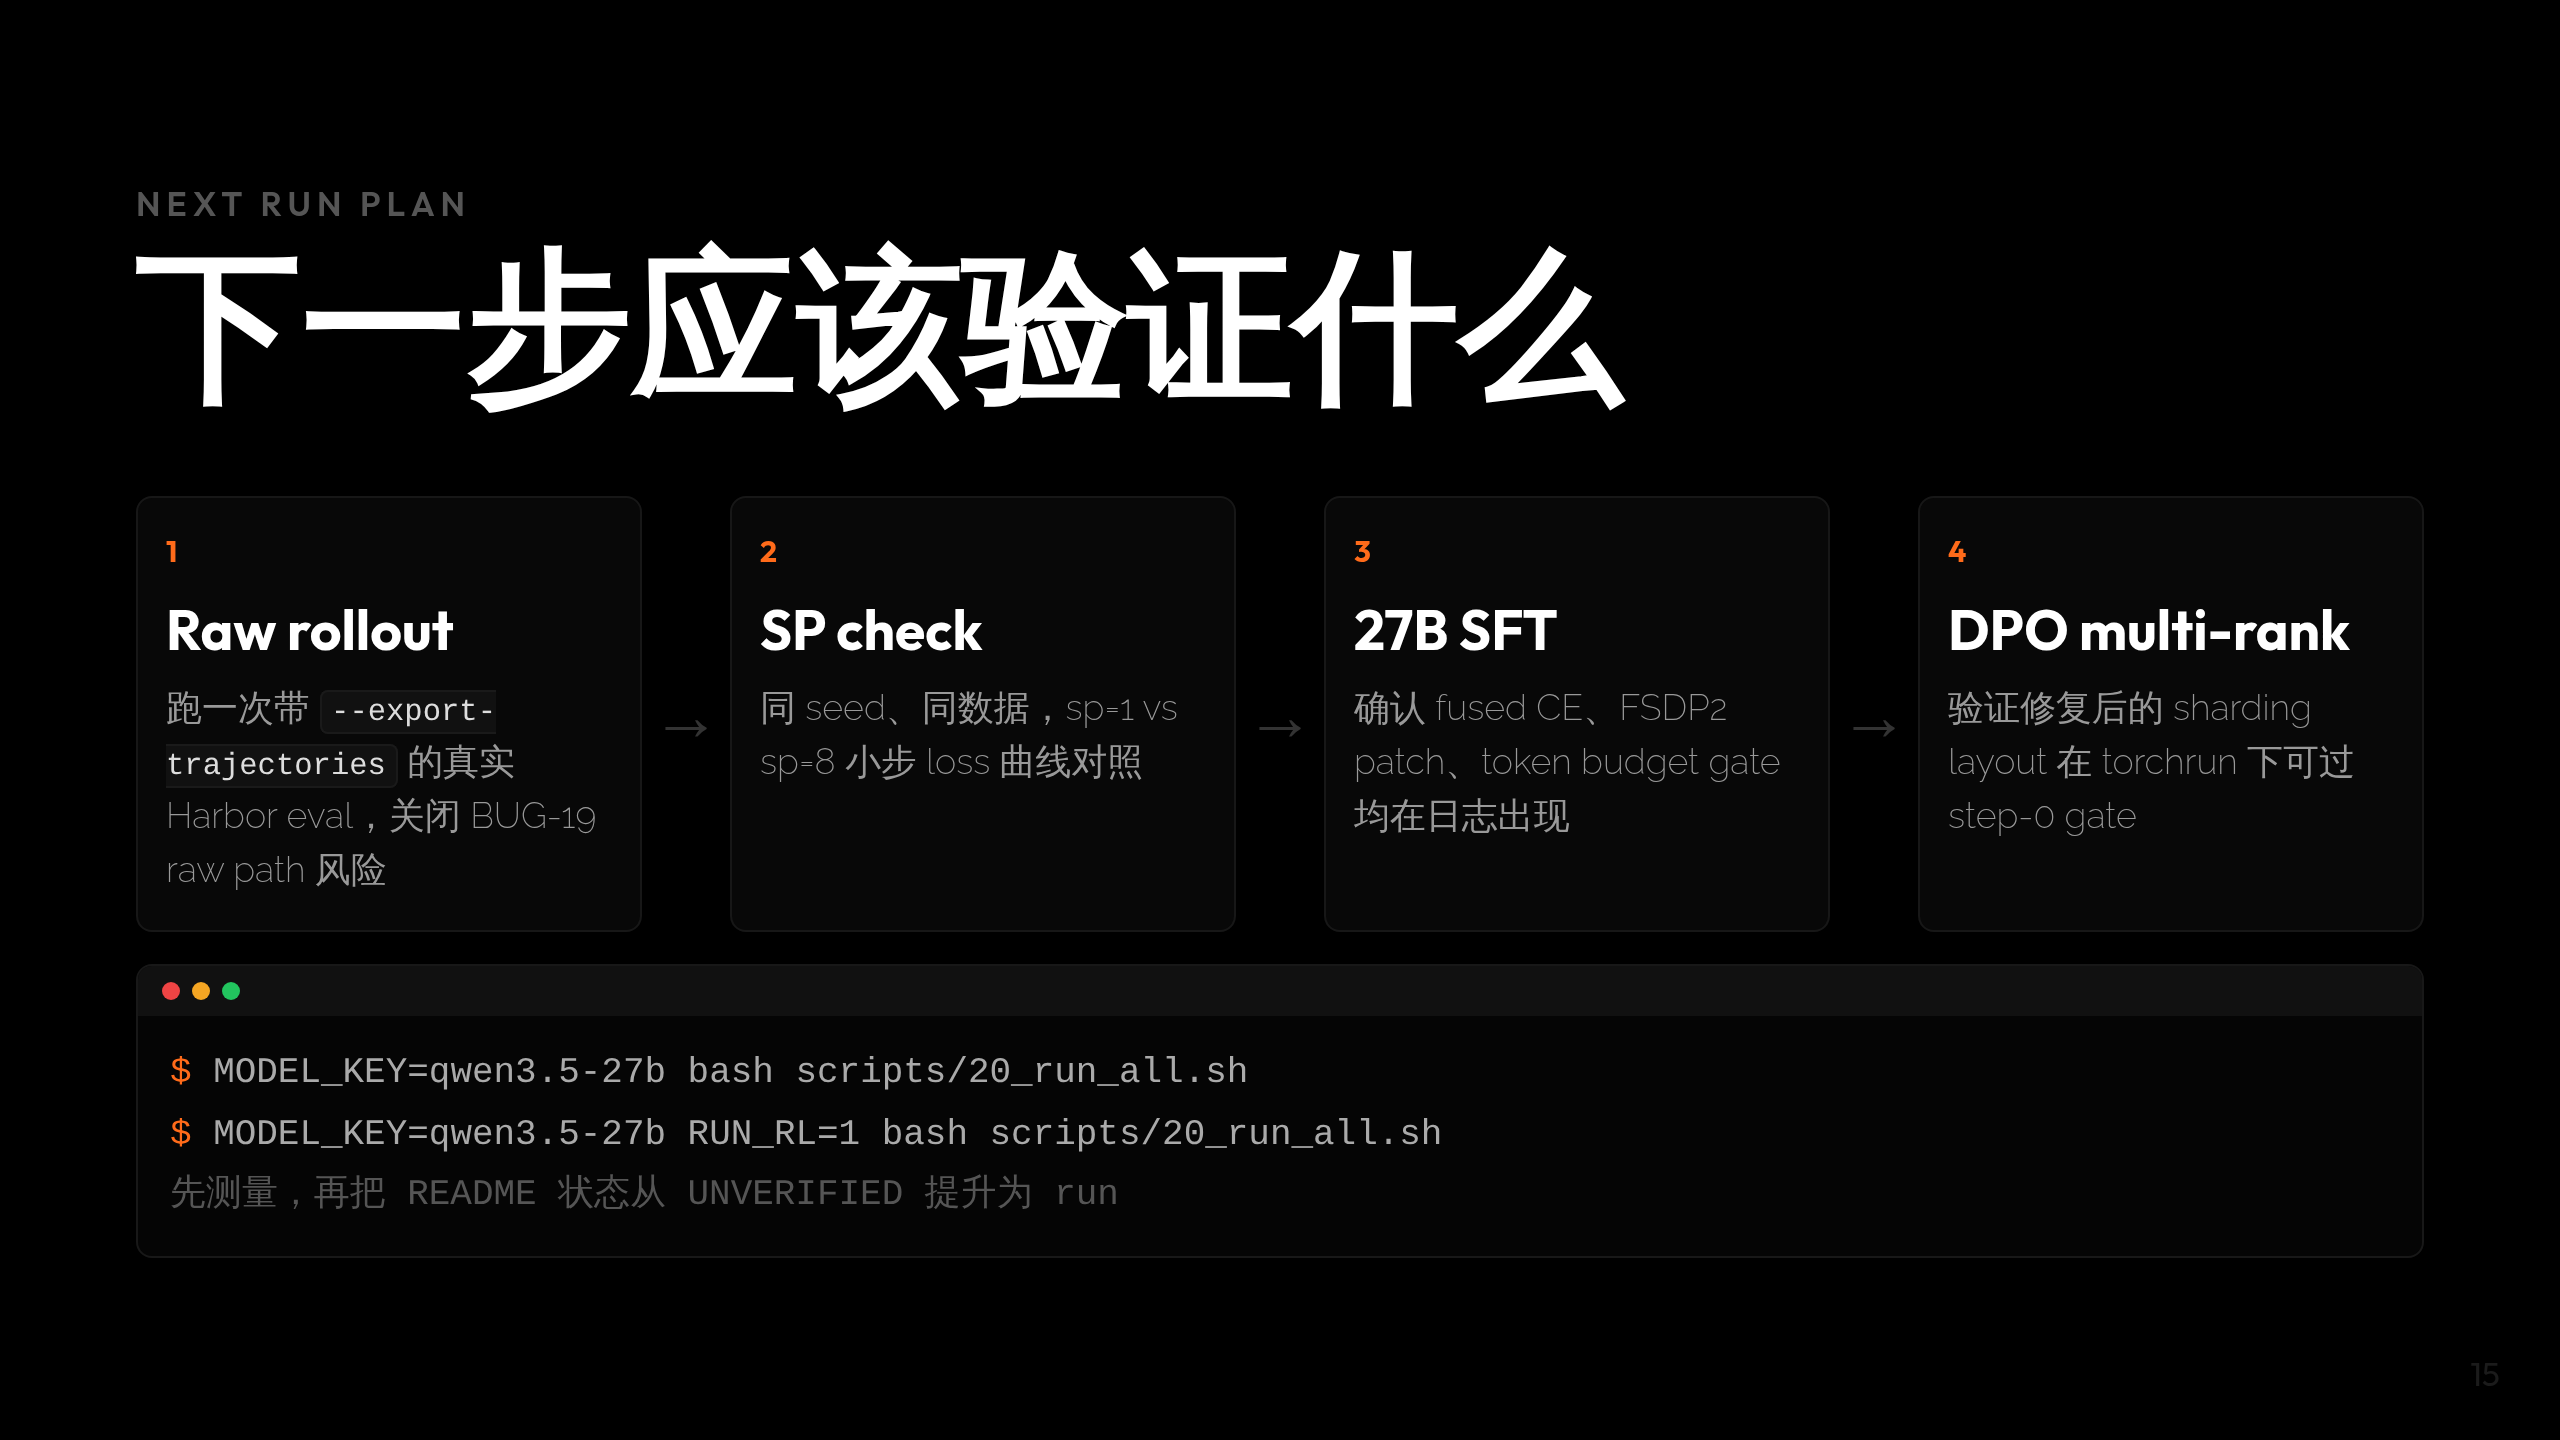 NEXT RUN PLAN
下一步应该验证什么
1
Raw rollout
跑一次带 --export-
trajectories 的真实
Harbor eval，关闭 BUG-19
raw path 风险
→
2
SP check
同 seed、同数据，sp=1 vs
sp=8 小步 loss 曲线对照
→
3
27B SFT
确认 fused CE、FSDP2
patch、token budget gate
均在日志出现
→
4
DPO multi-rank
验证修复后的 sharding
layout 在 torchrun 下可过
step-0 gate
$ MODEL_KEY=qwen3.5-27b bash scripts/20_run_all.sh
$ MODEL_KEY=qwen3.5-27b RUN_RL=1 bash scripts/20_run_all.sh
先测量，再把 README 状态从 UNVERIFIED 提升为 run
15